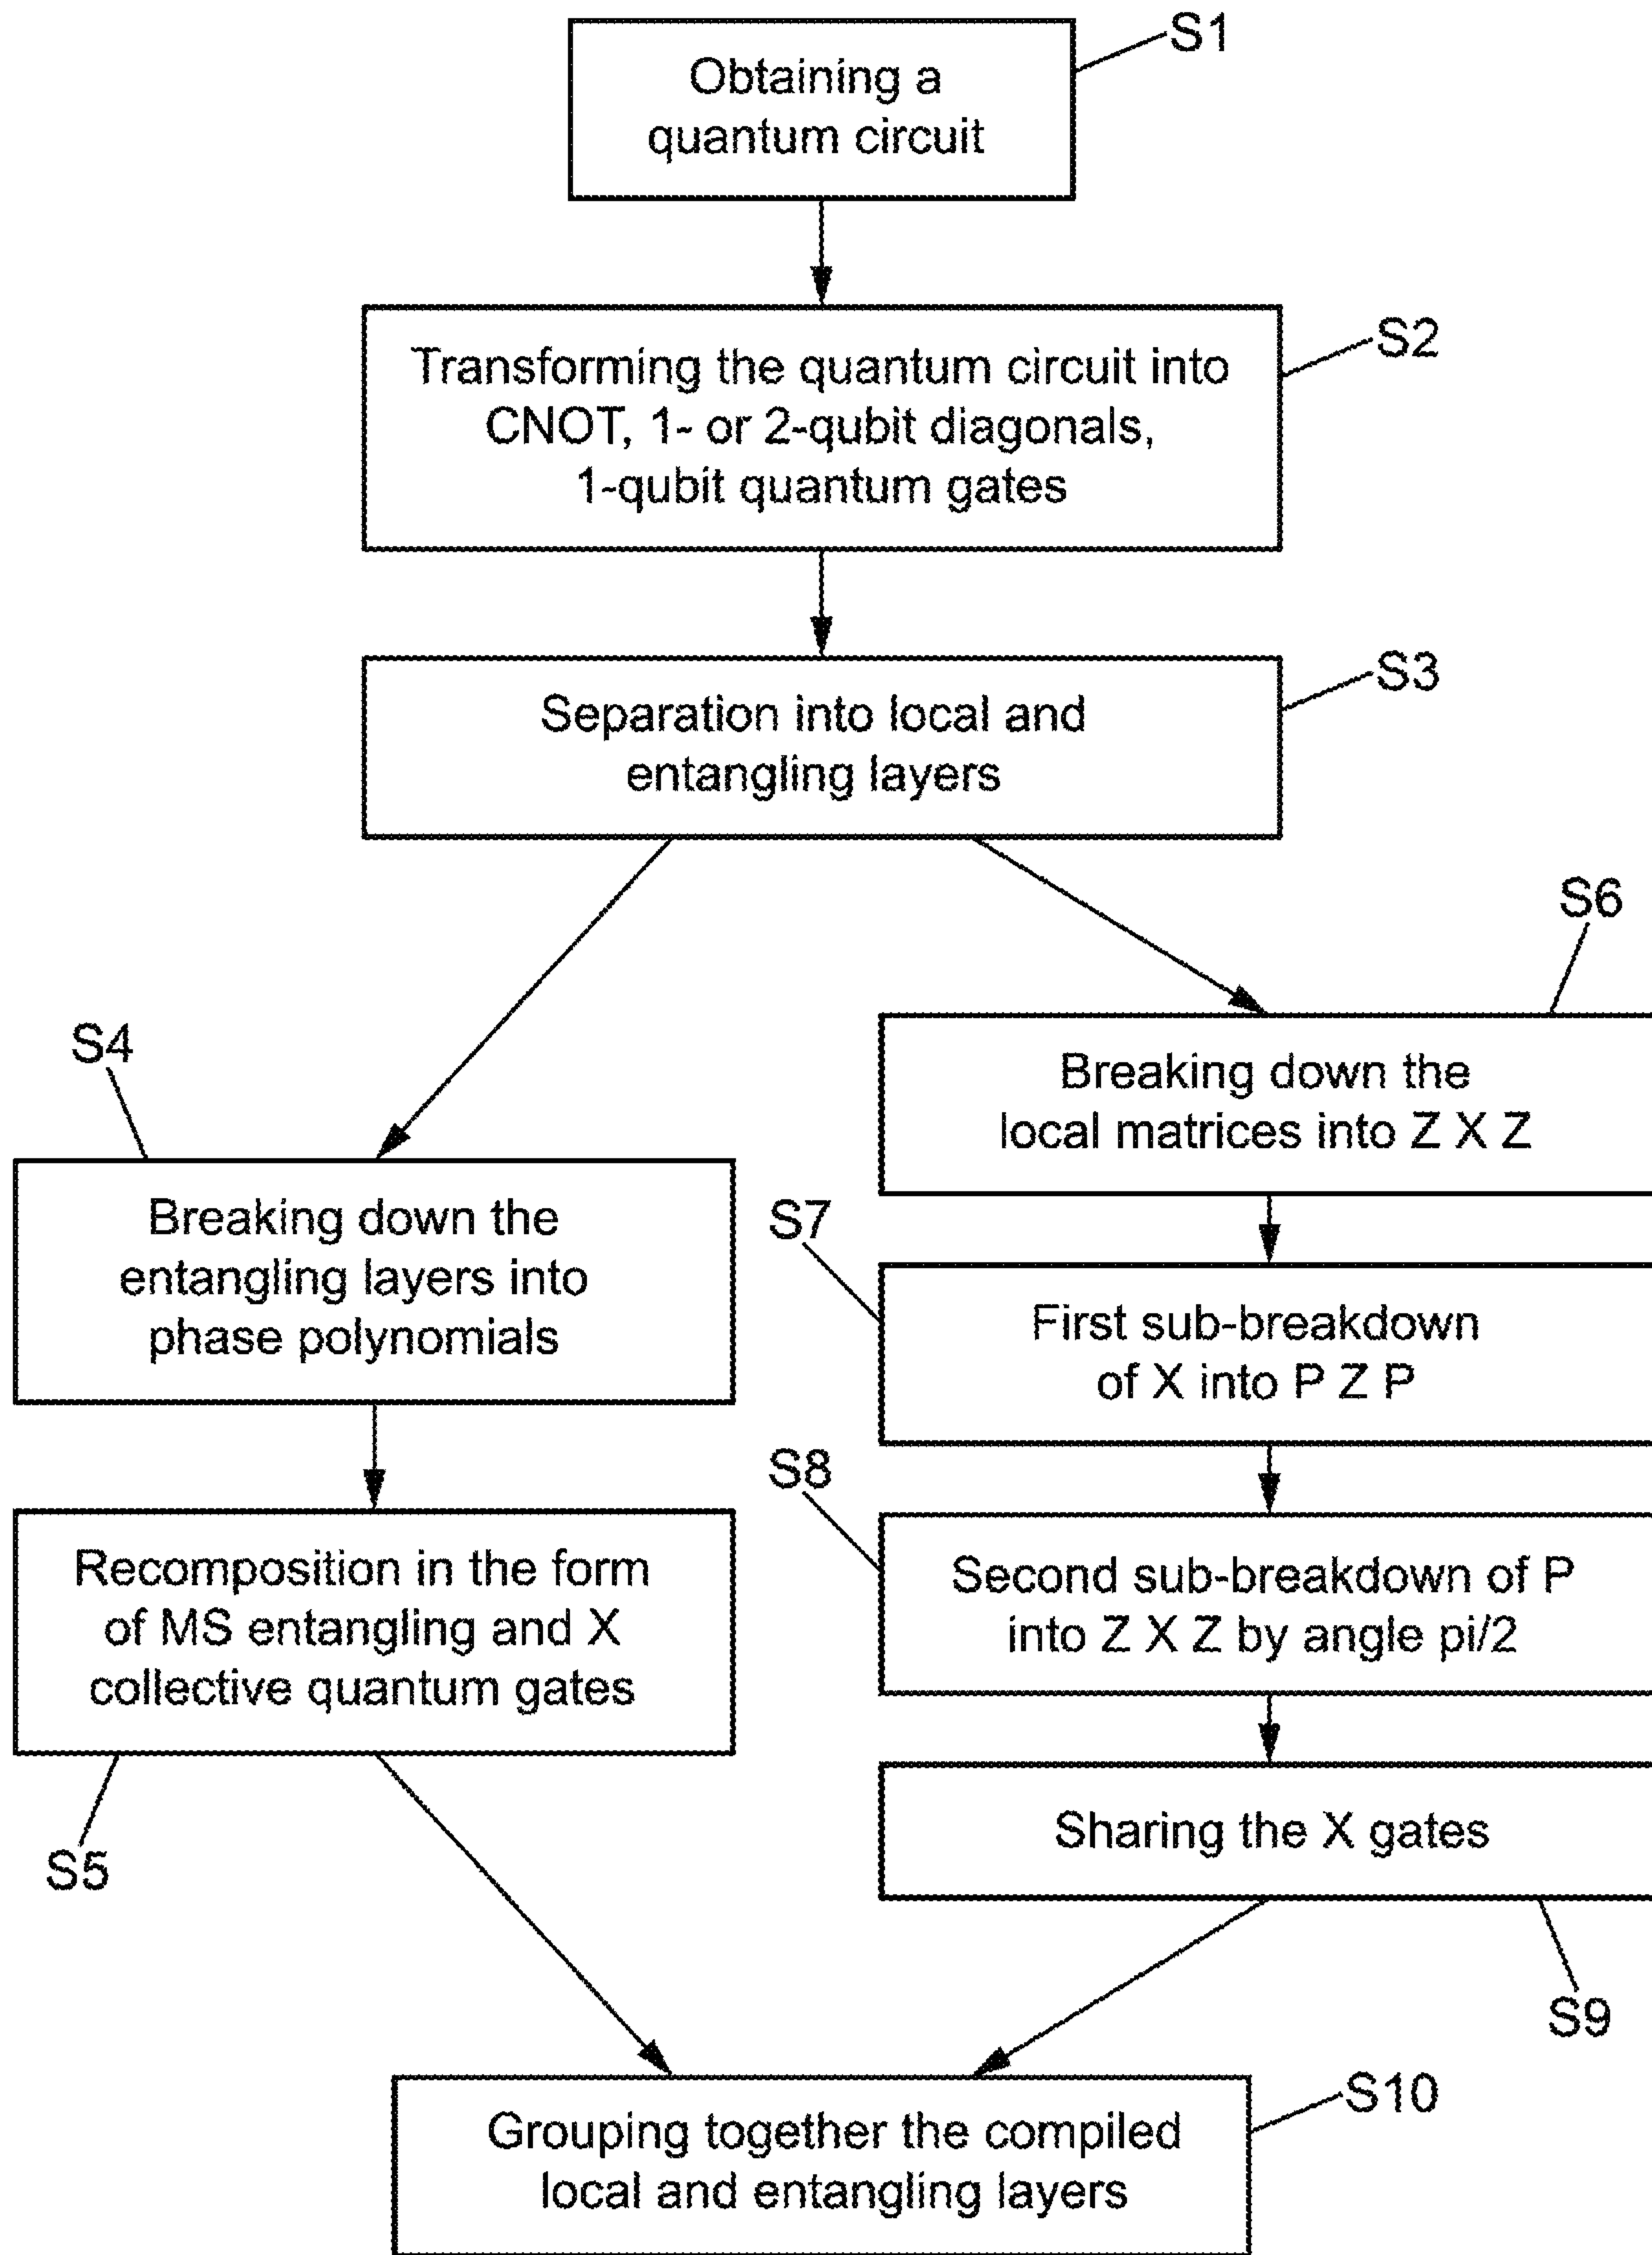 S1
Obtaining a
quantum circuit
S2
Transforming the quantum circuit into
CNOT, 1- or 2-qubit diagonals,
1-qubit quantum gates
S3
Separation into local and
entangling layers
S4
Breaking down the
entangling layers into
phase polynomials
Recomposition in the form
of MS entangling and X
collective quantum gates
S5
S6
Breaking down the
local matrices into Z X Z
S7
First sub-breakdown
of X into P Z P
S8
Second sub-breakdown of P
into Z X Z by angle pi/2
Sharing the X gates
S9
S10
Grouping together the compiled
local and entangling layers